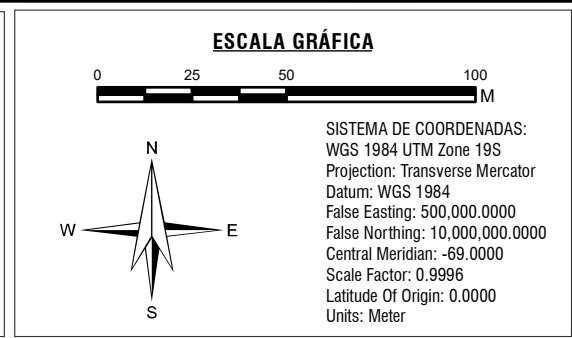 ESCALA GRÁFICA
0 25 50 100
M
N
W E
S
SISTEMA DE COORDENADAS:
WGS 1984 UTM Zone 19S
Projection: Transverse Mercator
Datum: WGS 1984
False Easting: 500,000.0000
False Northing: 10,000,000.0000
Central Meridian: -69.0000
Scale Factor: 0.9996
Latitude Of Origin: 0.0000
Units: Meter